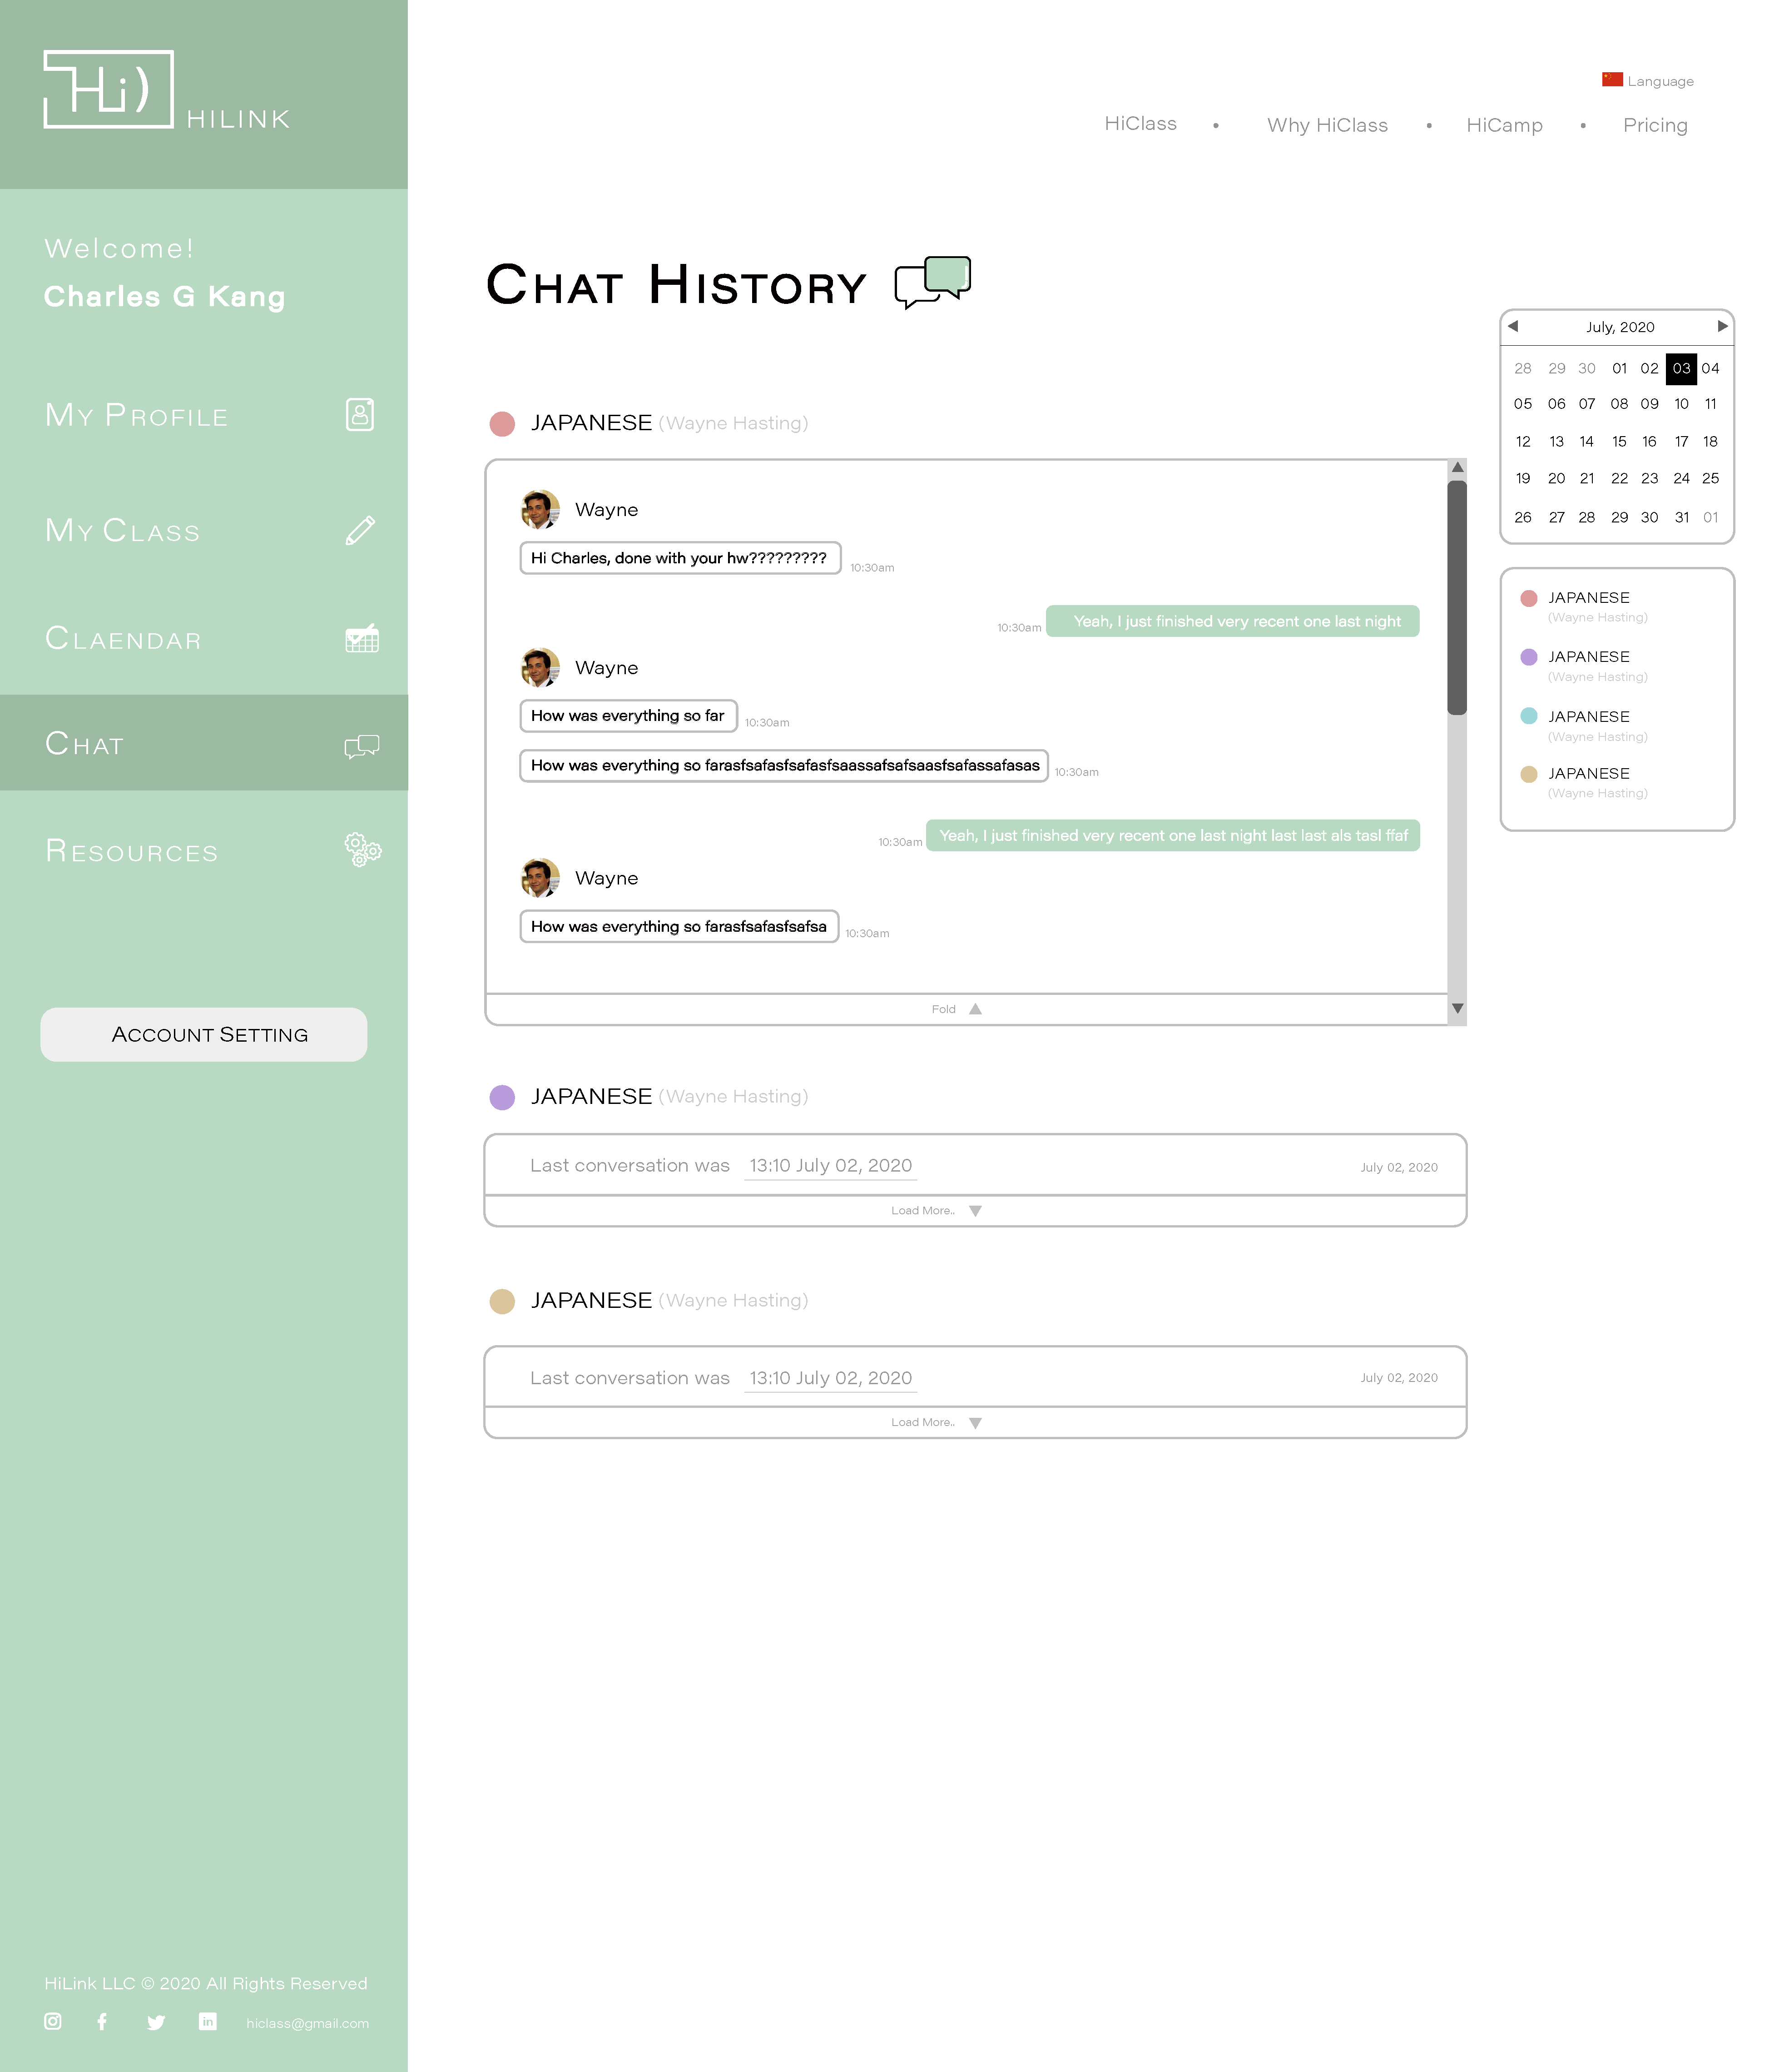 Hi)
HILINK
Language
HiClass • Why HiClass • HiCamp • Pricing
Welcome!
Charles G Kang
MY PROFILE
MY CLASS
CLAENDAR
CHAT
RESOURCES
ACCOUNT SETTING
CHAT HISTORY
JAPANESE (Wayne Hasting)
Wayne
Hi Charles, done with your hw?????????
10:30am
10:30am
Yeah, I just finished very recent one last night
Wayne
How was everything so far
10:30am
How was everything so farasfsafasfsafasfsaassafsafsaasfsafassafasas
10:30am
10:30am
Yeah, I just finished very recent one last night last last als tasl ffaf
Wayne
How was everything so farasfsafasfsafsa
10:30am
Fold
JAPANESE (Wayne Hasting)
Last conversation was 13:10 July 02, 2020
July 02, 2020
Load More..
JAPANESE (Wayne Hasting)
Last conversation was 13:10 July 02, 2020
July 02, 2020
Load More..
July, 2020
28 29 30 01 02 03 04
05 06 07 08 09 10 11
12 13 14 15 16 17 18
19 20 21 22 23 24 25
26 27 28 29 30 31 01
JAPANESE
(Wayne Hasting)
JAPANESE
(Wayne Hasting)
JAPANESE
(Wayne Hasting)
JAPANESE
(Wayne Hasting)
HiLink LLC © 2020 All Rights Reserved
hiclass@gmail.com